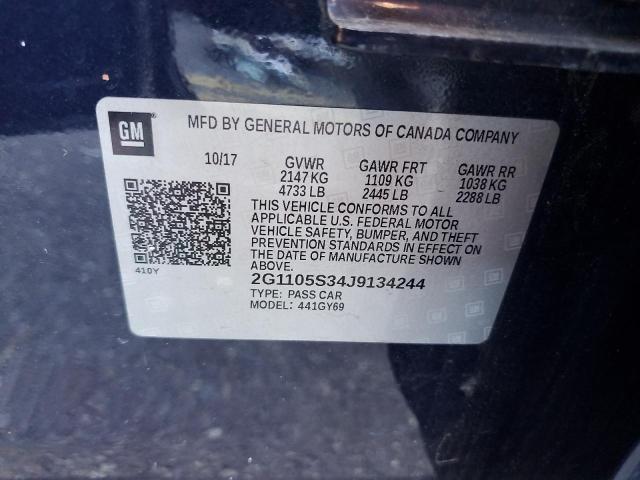 GM
MFD BY GENERAL MOTORS OF CANADA COMPANY
10/17 GVWR GAWR FRT GAWR RR
2147 KG 1109 KG 1038 KG
4733 LB 2445 LB 2288 LB
THIS VEHICLE CONFORMS TO ALL
APPLICABLE U.S. FEDERAL MOTOR
VEHICLE SAFETY, BUMPER, AND THEFT
PREVENTION STANDARDS IN EFFECT ON
THE DATE OF MANUFACTURE SHOWN
ABOVE.
410Y
2G1105S34J9134244
TYPE: PASS CAR
MODEL: 441GY69